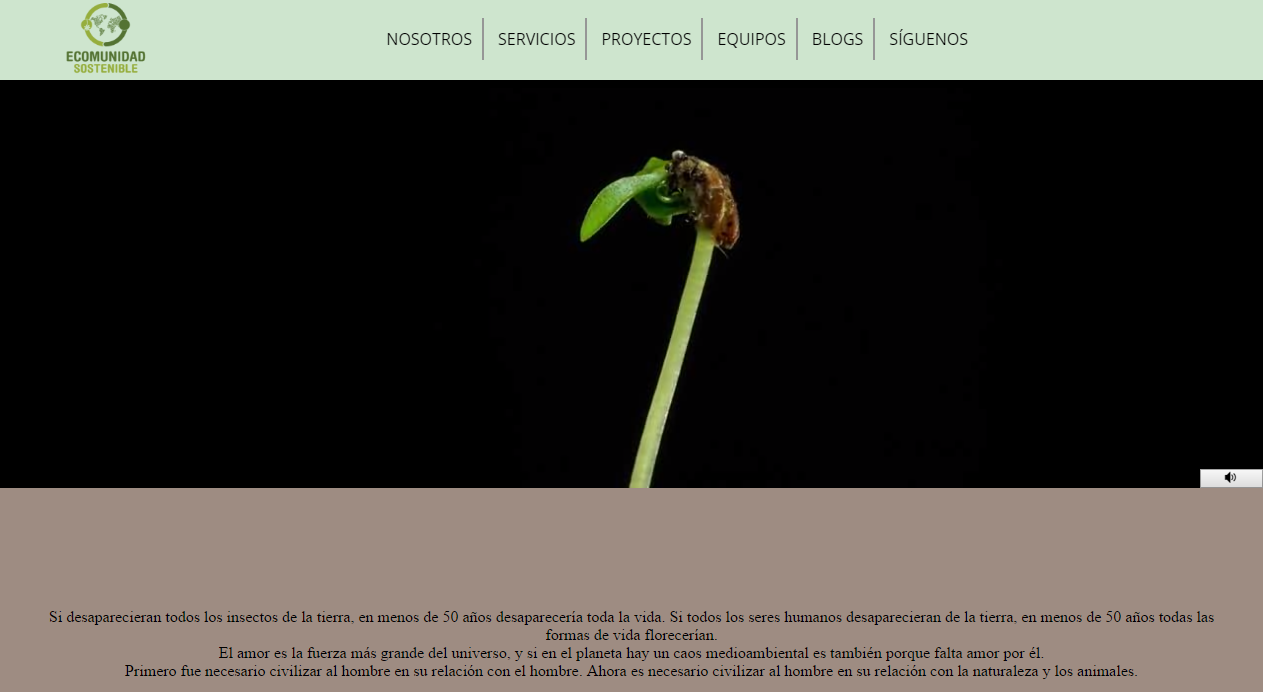 ECOMUNIDAD
SOSTENIBLE
NOSOTROS
SERVICIOS
PROYECTOS
EQUIPOS
BLOGS
SÍGUENOS
Si desaparecieran todos los insectos de la tierra, en menos de 50 años desaparecería toda la vida. Si todos los seres humanos desaparecieran de la tierra, en menos de 50 años todas las
formas de vida florecerían.
El amor es la fuerza más grande del universo, y si en el planeta hay un caos medioambiental es también porque falta amor por él.
Primero fue necesario civilizar al hombre en su relación con el hombre. Ahora es necesario civilizar al hombre en su relación con la naturaleza y los animales.